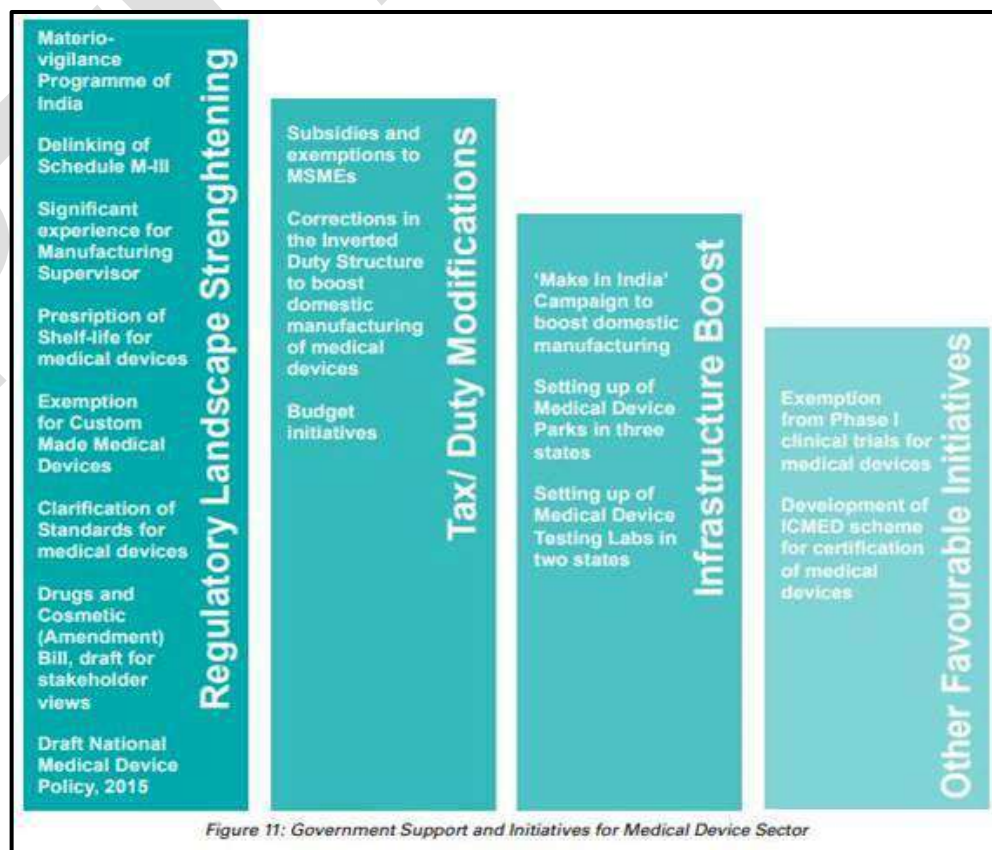 Materio-
vigilance
Programme of
India
Delinking of
Schedule M-III
Significant
experience for
Manufacturing
Supervisor
Presription of
Shelf-life for
medical devices
Exemption
for Custom
Made Medical
Devices
Clarification of
Standards for
medical devices
Drugs and
Cosmetic
(Amendment)
Bill, draft for
stakeholder
views
Draft National
Medical Device
Policy, 2015
Regulatory Landscape Strenghtening
Subsidies and
exemptions to
MSMEs
Corrections in
the Inverted
Duty Structure
to boost
domestic
manufacturing
of medical
devices
Budget
initiatives
Tax/ Duty Modifications
‘Make In India’
Campaign to
boost domestic
manufacturing
Setting up of
Medical Device
Parks in three
states
Setting up of
Medical Device
Testing Labs in
two states
Infrastructure Boost
Exemption
from Phase I
clinical trials for
medical devices
Development of
ICMED scheme
for certification
of medical
devices
Other Favourable Initiatives
Figure 11: Government Support and Initiatives for Medical Device Sector